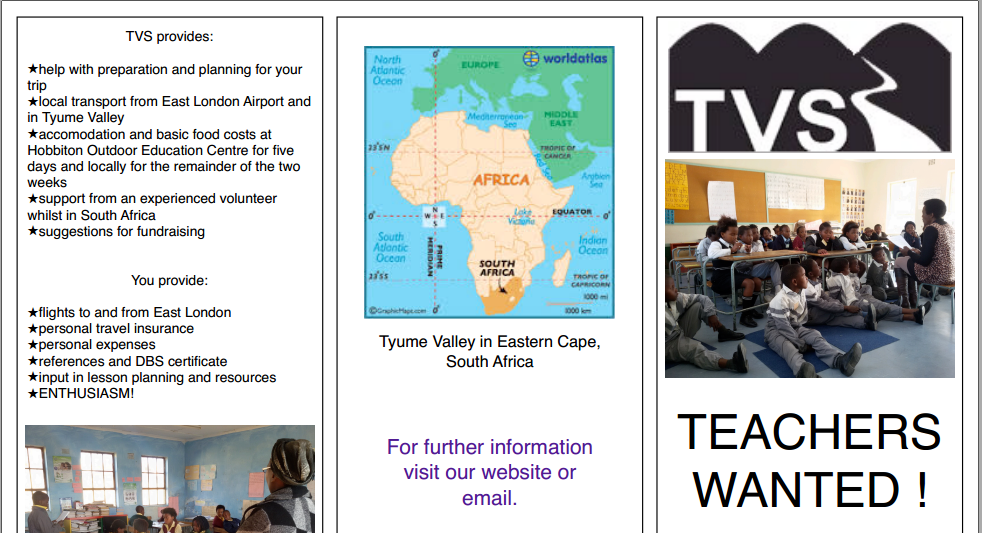 TVS provides:
★help with preparation and planning for your
trip
★local transport from East London Airport and
in Tyume Valley
★accomodation and basic food costs at
Hobbiton Outdoor Education Centre for five
days and locally for the remainder of the two
weeks
★support from an experienced volunteer
whilst in South Africa
★suggestions for fundraising
You provide:
★flights to and from East London
★personal travel insurance
★personal expenses
★references and DBS certificate
★input in lesson planning and resources
★ENTHUSIASM!
worldatlas
North
Atlantic
Ocean
0°
EUROPE
Mediterranean
Sea
MIDDLE
EAST
23°5N
TROPIC OF
CANCER
Red
Sea
Arabian
Sea
AFRICA
N
W E
S
0°
Lake
Victoria
EQUATOR
0°
South
Atlantic
Ocean
PRIME
MERIDIAN
Indian
Ocean
SOUTH
AFRICA
23°5S
TROPIC OF
CAPRICORN
1000 mi
1000 km
©GraphicMaps.com
0°
Tyume Valley in Eastern Cape,
South Africa
For further information
visit our website or
email.
TVS
TEACHERS
WANTED !